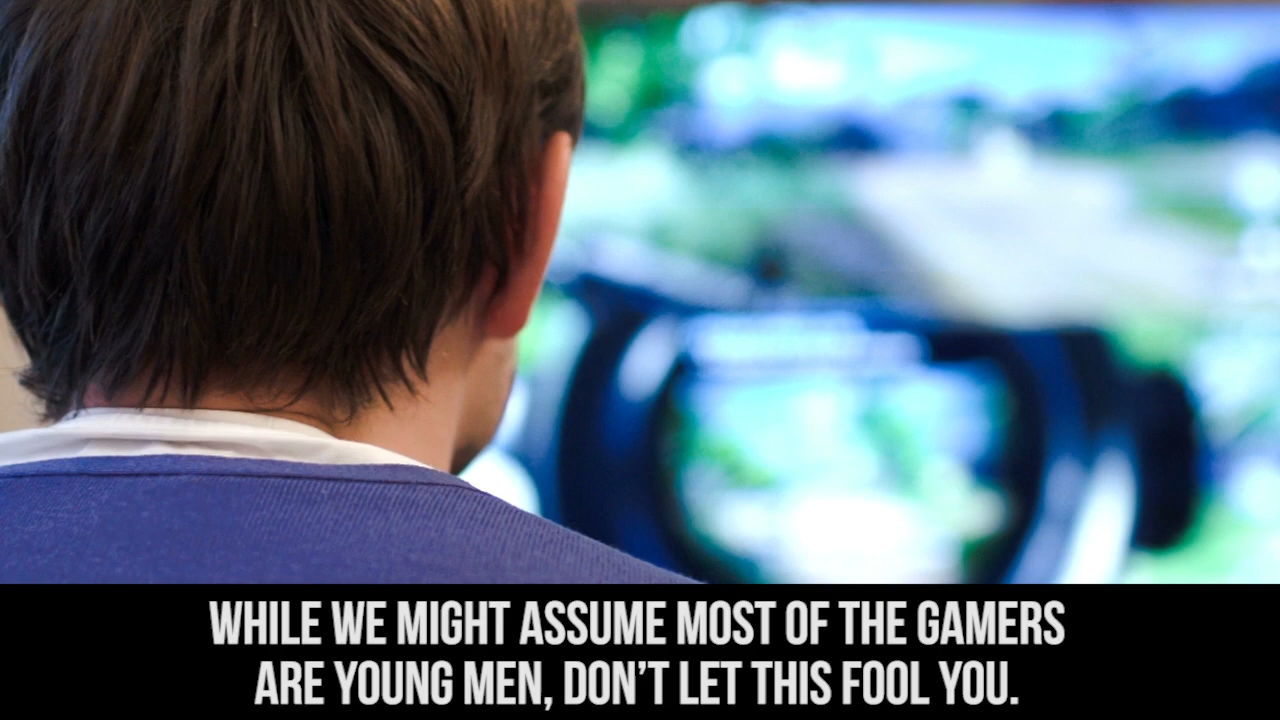 WHILE WE MIGHT ASSUME MOST OF THE GAMERS
ARE YOUNG MEN, DON’T LET THIS FOOL YOU.